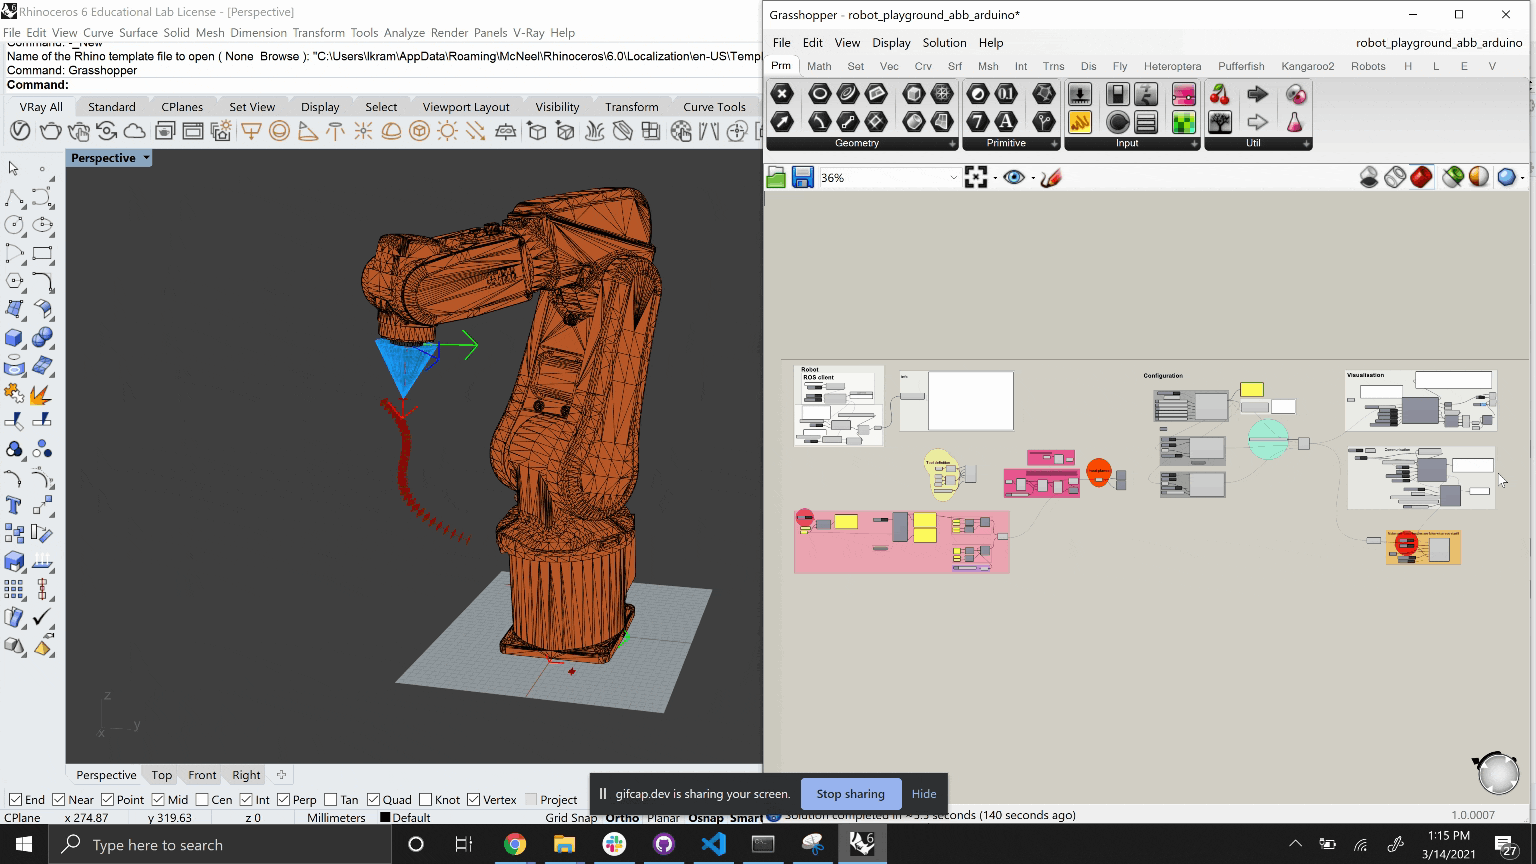 Rhinoceros 6 Educational Lab License - [Perspective]
File Edit View Curve Surface Solid Mesh Dimension Transform Tools Analyze Render Panels V-Ray Help
Command: -_New
Name of the Rhino template file to open ( None Browse ): "C:\Users\Ikram\AppData\Roaming\McNeel\Rhinoceros\6.0\Localization\en-US\Temp
Command: Grasshopper
Command:
VRay All Standard CPlanes Set View Display Select Viewport Layout Visibility Transform Curve Tools
Perspective
z
y
x
Perspective Top Front Right
End Near Point Mid Cen Int Perp Tan Quad Knot Vertex Project
CPlane x 274.87 y 319.63 z 0 Millimeters Default Grid Snap Ortho Planar Osnap Smart
Grasshopper - robot_playground_abb_arduino*
File Edit View Display Solution Help robot_playground_abb_arduino
Prm Math Set Vec Crv Srf Msh Int Trns Dis Fly Heteroptera Pufferfish Kangaroo2 Robots H L E V
Geometry Primitive Input Util
36%
Robot
ROS client
Configuration
Visualisation
Communication
Tool definition
Solution completed in ~5.5 seconds (140 seconds ago)
1.0.0007
gifcap.dev is sharing your screen. Stop sharing Hide
Type here to search
1:15 PM
3/14/2021
27